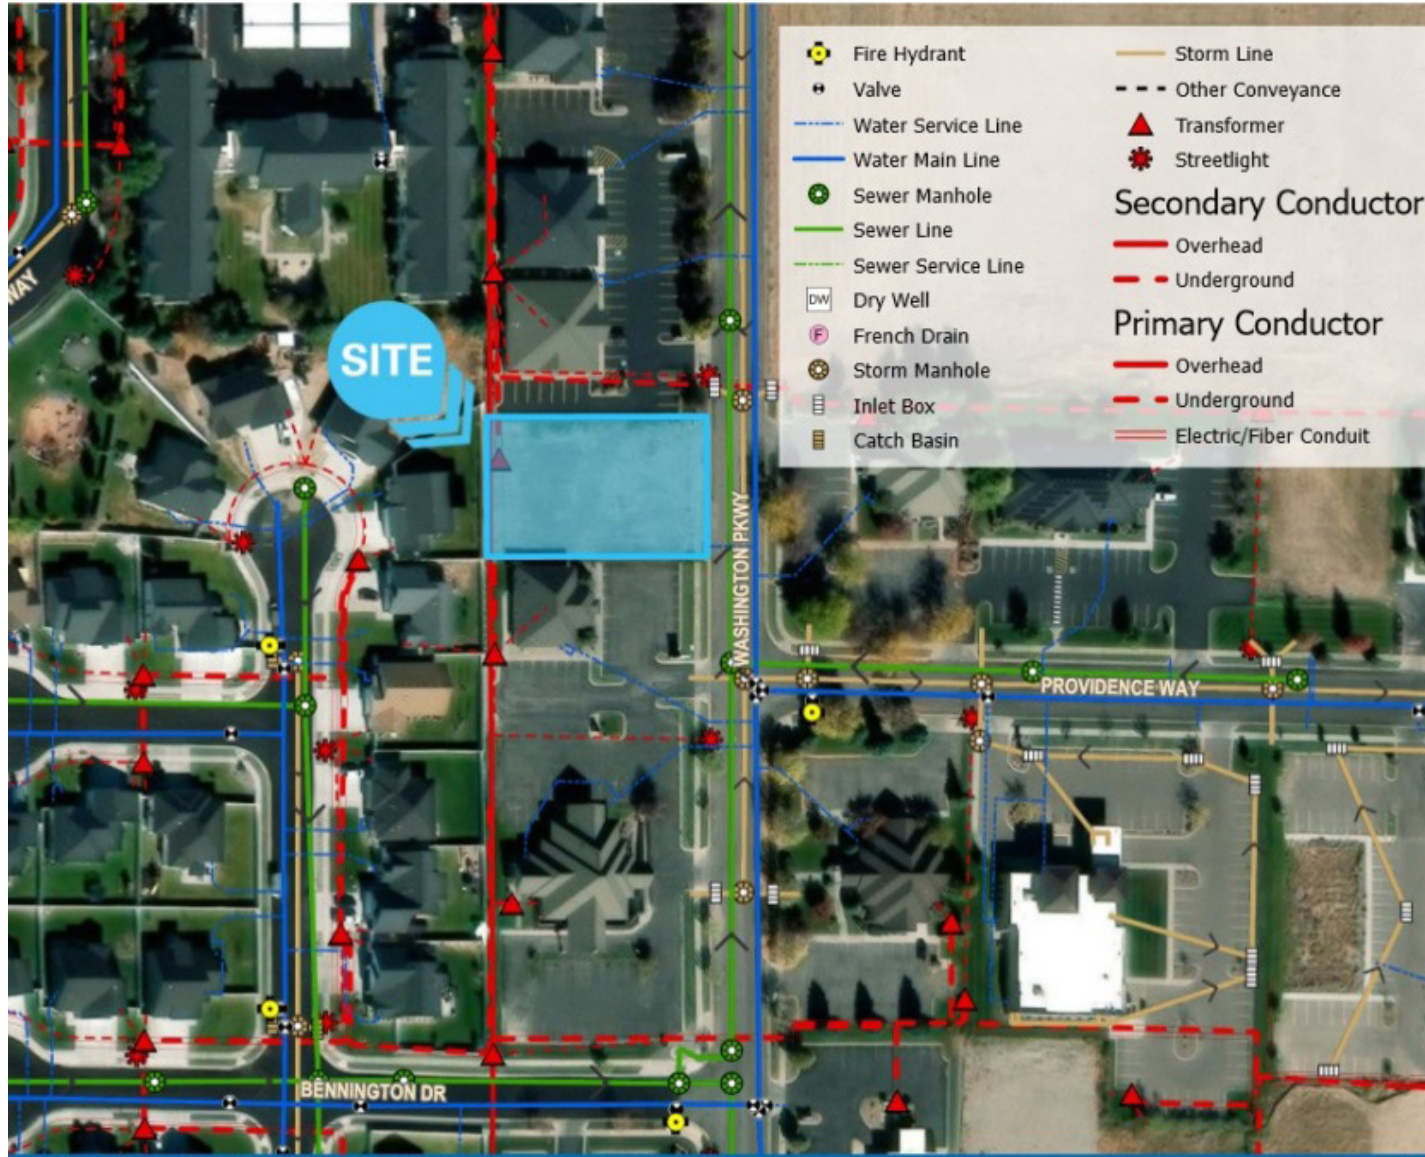 Fire Hydrant
Valve
Water Service Line
Water Main Line
Sewer Manhole
Sewer Line
Sewer Service Line
DW Dry Well
F French Drain
Storm Manhole
Inlet Box
Catch Basin
Storm Line
Other Conveyance
Transformer
Streetlight
Secondary Conductor
Overhead
Underground
Primary Conductor
Overhead
Underground
Electric/Fiber Conduit
WAY
SITE
WASHINGTON PKWY
PROVIDENCE WAY
BENNINGTON DR